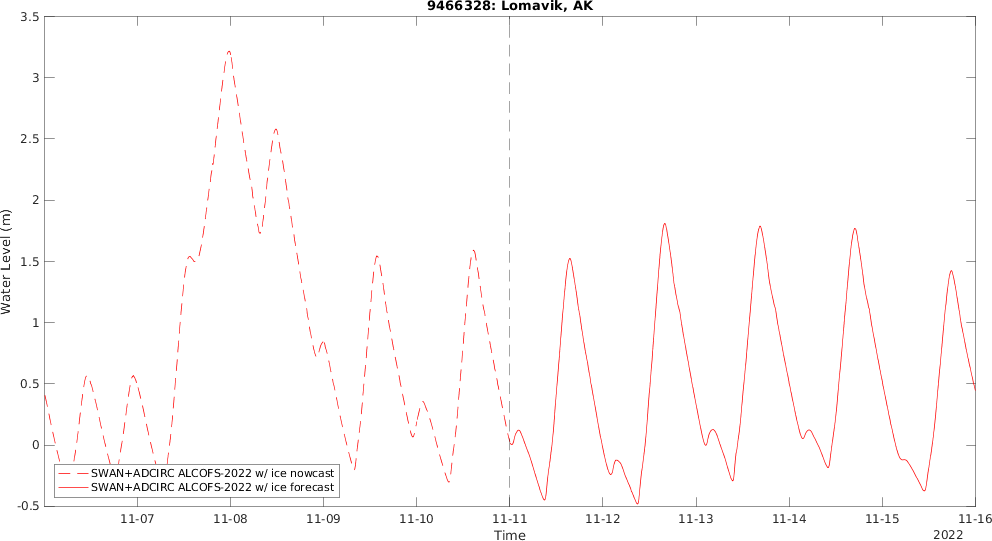 9466328: Lomavik, AK
3.5
3
2.5
2
1.5
1
0.5
0
-0.5
Water Level (m)
SWAN+ADCIRC ALCOFS-2022 w/ ice nowcast
SWAN+ADCIRC ALCOFS-2022 w/ ice forecast
11-07 11-08 11-09 11-10 11-11 11-12 11-13 11-14 11-15 11-16
Time
2022